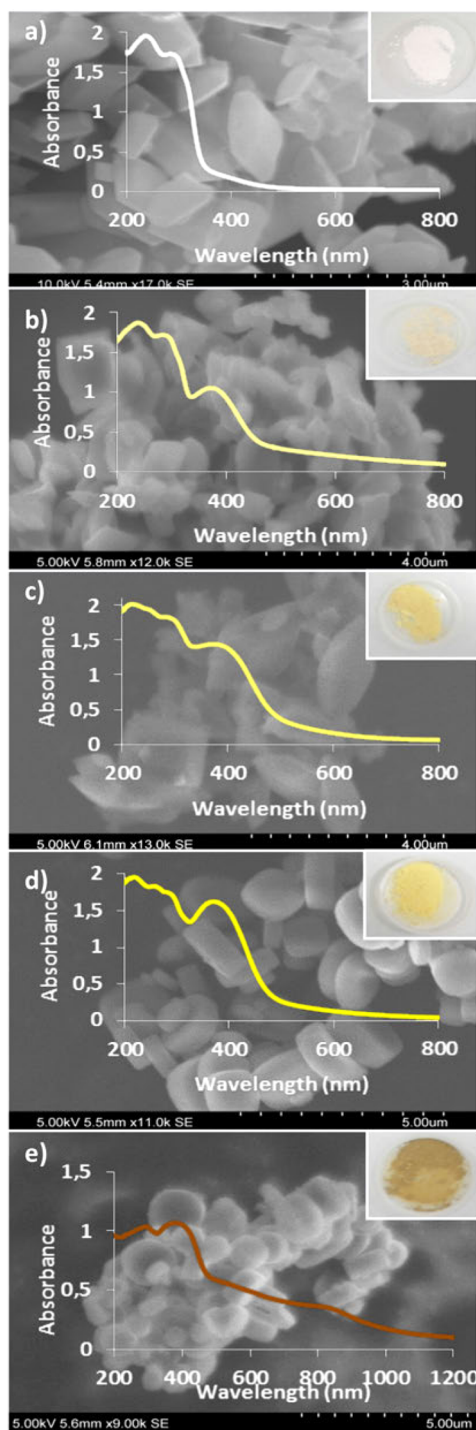 a)
2
1,5
1
0,5
0
Absorbance
200 400 600 800
Wavelength (nm)
10.0kV 5.4mm x17.0k SE 3.00um
b)
2
1,5
1
0,5
0
Absorbance
200 400 600 800
Wavelength (nm)
5.00kV 5.8mm x12.0k SE 4.00um
c)
2
1,5
1
0,5
0
Absorbance
200 400 600 800
Wavelength (nm)
5.00kV 6.1mm x13.0k SE 4.00um
d)
2
1,5
1
0,5
0
Absorbance
200 400 600 800
Wavelength (nm)
5.00kV 5.5mm x11.0k SE 5.00um
e)
1,5
1
0,5
0
Absorbance
200 400 600 800 1000 1200
Wavelength (nm)
5.00kV 5.6mm x9.00k SE 5.00um